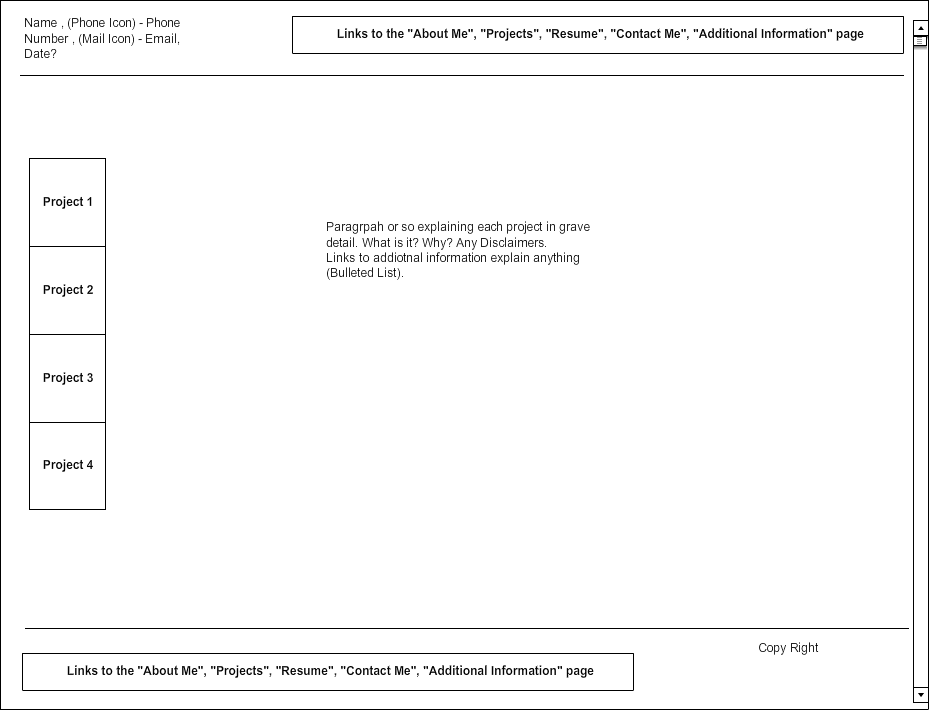 Name , (Phone Icon) - Phone
Number , (Mail Icon) - Email,
Date?
Links to the "About Me", "Projects", "Resume", "Contact Me", "Additional Information" page
Project 1
Project 2
Project 3
Project 4
Paragrpah or so explaining each project in grave
detail. What is it? Why? Any Disclaimers.
Links to addiotnal information explain anything
(Bulleted List).
Copy Right
Links to the "About Me", "Projects", "Resume", "Contact Me", "Additional Information" page